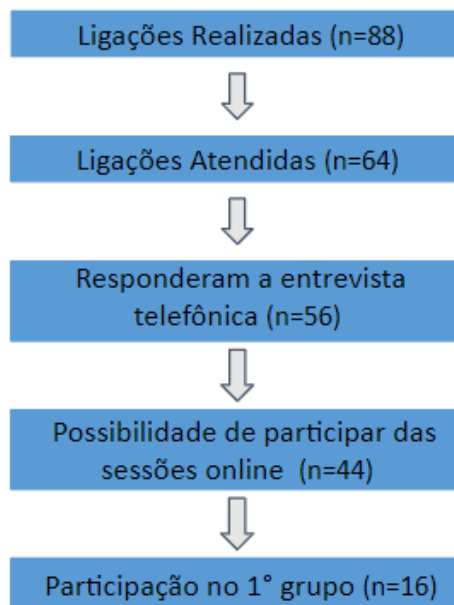 Ligações Realizadas (n=88)
Ligações Atendidas (n=64)
Responderam a entrevista
telefônica (n=56)
Possibilidade de participar das
sessões online (n=44)
Participação no 1° grupo (n=16)